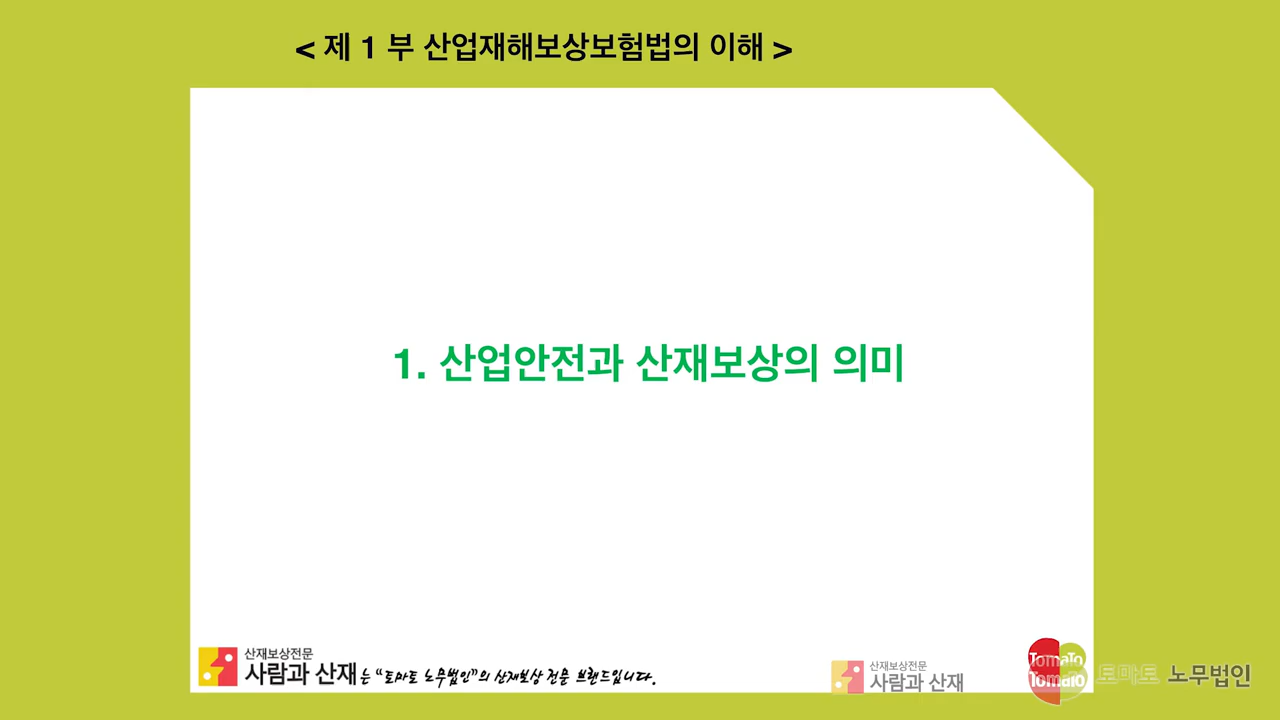 < 제 1 부 산업재해보상보험법의 이해 >
1. 산업안전과 산재보상의 의미
산재보상전문
사람과 산재는 “토마토 노무법인”의 산재보상 전문 브랜드입니다.
산재보상전문
사람과 산재
TomaTo
TomaTo
토마토 노무법인